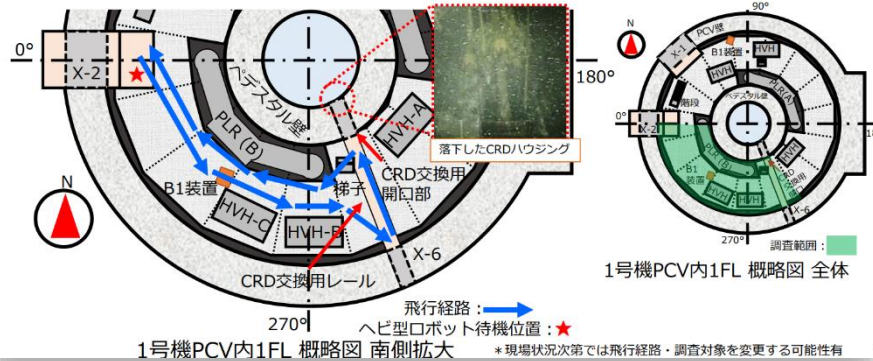 0°
X-2
N
ペデスタル壁
PLR(B)
B1装置
HVH-C
HVH-B
梯子
HVH-A
CRD交換用
開口部
X-6
CRD交換用レール
270°
180°
落下したCRDハウジング
飛行経路:
ヘビ型ロボット待機位置:
1号機PCV内1FL 概略図 南側拡大
*現場状況次第では飛行経路・調査対象を変更する可能性有
90°
N
PCV壁
X-1
B1装置
HVH
HVH
PLR(A)
階段
ペデスタル壁
0°
X-2
PLR(B)
B1
装置
HVH
HVH
HVH
X-6
270°
調査範囲:
1号機PCV内1FL 概略図 全体